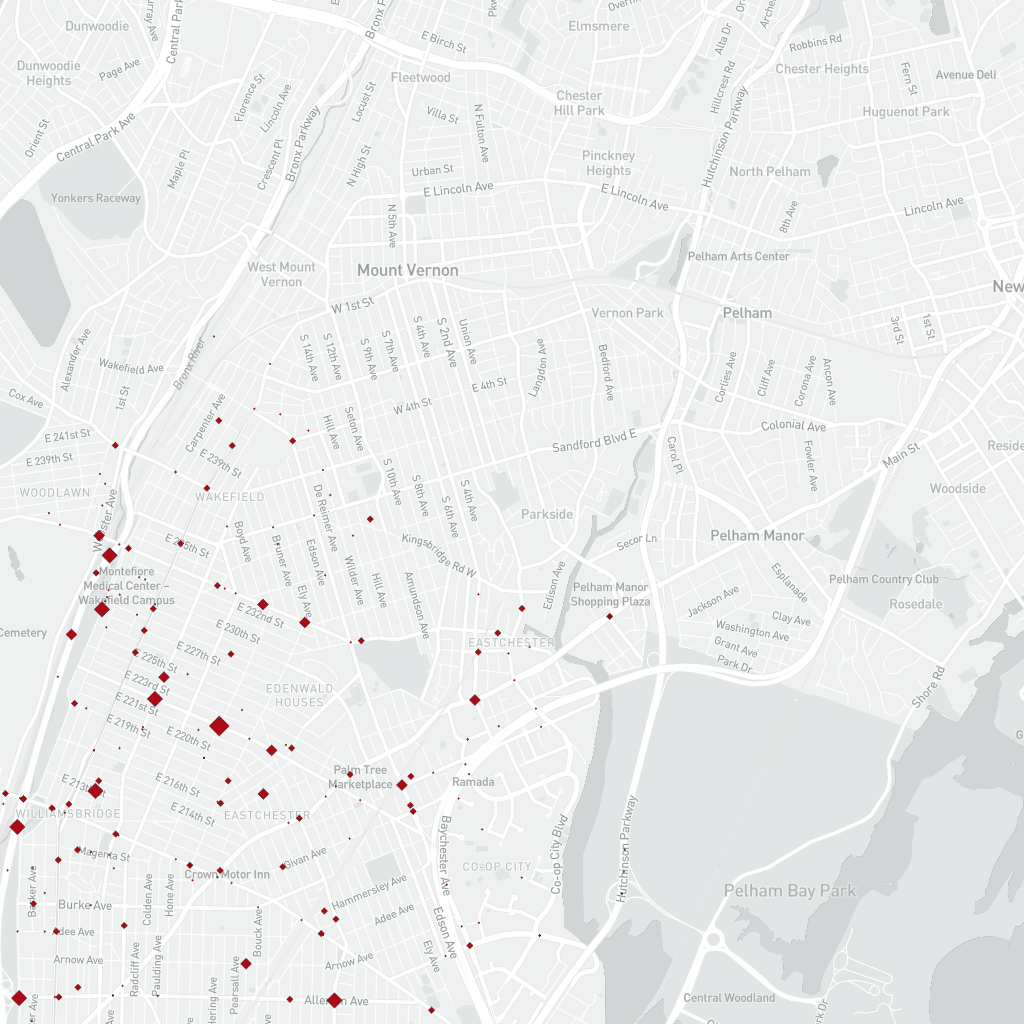 Dunwoodie
Central Park
Bronx P
E Birch St
Elmsmere
Alta Dr
Robbins Rd
Dunwoodie
Heights
Page Ave
Fleetwood
Chester Heights
Fern St
Avenue Deli
Florence St
Lincoln Ave
Locust St
Chester
Hill Park
Hillcrest Rd
Huguenot Park
Villa St
N Fulton Ave
Orient St
Central Park Ave
Bronx Parkway
Hutchinson Parkway
Crescent Pl
Maple Pl
N High St
Urban St
Pinckney
Heights
North Pelham
Yonkers Raceway
E Lincoln Ave
E Lincoln Ave
Lincoln Ave
8th Ave
N 5th Ave
West Mount
Vernon
Mount Vernon
Pelham Arts Center
New
W 1st St
Vernon Park
Pelham
3rd St
1st St
S 14th Ave
S 12th Ave
S 9th Ave
S 7th Ave
S 4th Ave
S 2nd Ave
Union Ave
Alexander Ave
Wakefield Ave
Bronx River
Langdon Ave
Bedford Ave
Corlies Ave
Cliff Ave
Corona Ave
Ancon Ave
E 4th St
Cox Ave
1st St
W 4th St
Carpenter Ave
Hill Ave
Seton Ave
Sandford Blvd E
Colonial Ave
E 241st St
E 239th St
E 239th St
Carol Pl
Fowler Ave
Main St
Reside
WOODLAWN
WAKEFIELD
De Reimer Ave
S 10th Ave
S 8th Ave
S 6th Ave
S 4th Ave
Woodside
Webster Ave
Parkside
Boyd Ave
Bruner Ave
Edson Ave
Kingsbridge Rd W
Secor Ln
Pelham Manor
Montefiore
Medical Center –
Wakefield Campus
Ely Ave
Wilder Ave
Hill Ave
Amundson Ave
Edison Ave
Pelham Manor
Shopping Plaza
Esplanade
Pelham Country Club
Rosedale
Jackson Ave
Clay Ave
Washington Ave
Grant Ave
Park Dr
Cemetery
E 232nd St
E 230th St
E 227th St
E 225th St
E 223rd St
E 221st St
E 220th St
E 219th St
EASTCHESTER
EDENWALD
HOUSES
Shore Rd
Palm Tree
Marketplace
Ramada
E 216th St
E 214th St
WILLIAMSBRIDGE
EASTCHESTER
Baychester Ave
Co-op City Blvd
Hutchinson Parkway
Magenta St
Givan Ave
Crown Motor Inn
CO-OP CITY
Pelham Bay Park
Barker Ave
Burke Ave
Colden Ave
Hone Ave
Hammersley Ave
Adee Ave
Adee Ave
Edson Ave
Ely Ave
Bouck Ave
Arnow Ave
Arnow Ave
Radcliff Ave
Paulding Ave
Pearsall Ave
Hering Ave
Allerton Ave
Central Woodland